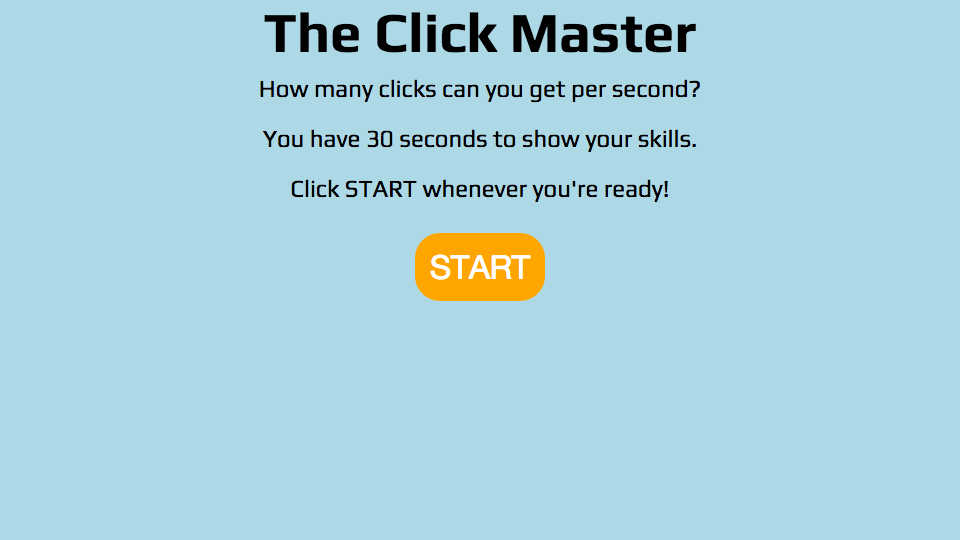 The Click Master
How many clicks can you get per second?
You have 30 seconds to show your skills.
Click START whenever you're ready!
START